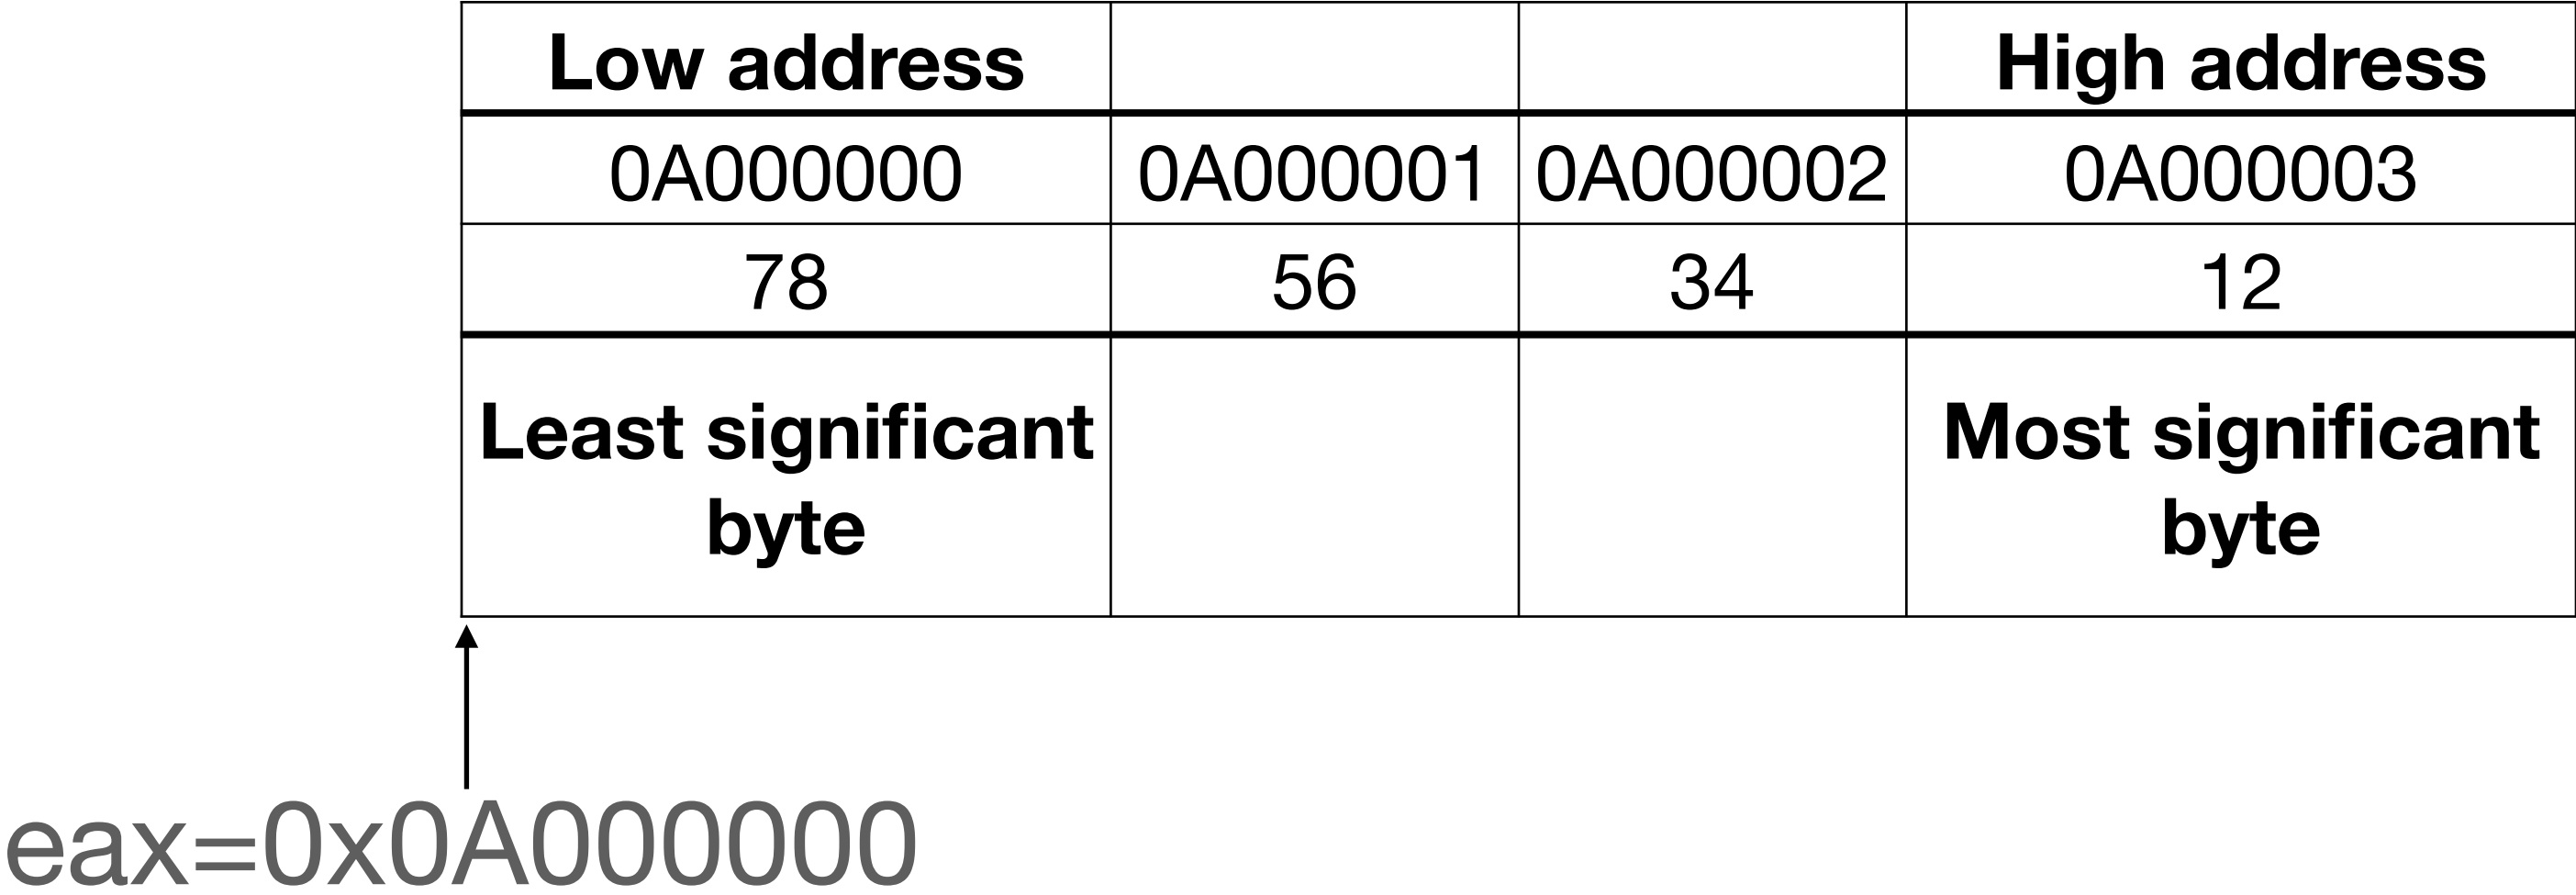 Low address High address
0A000000 0A000001 0A000002 0A000003
78 56 34 12
Least significant Most significant
byte byte
eax=0x0A000000